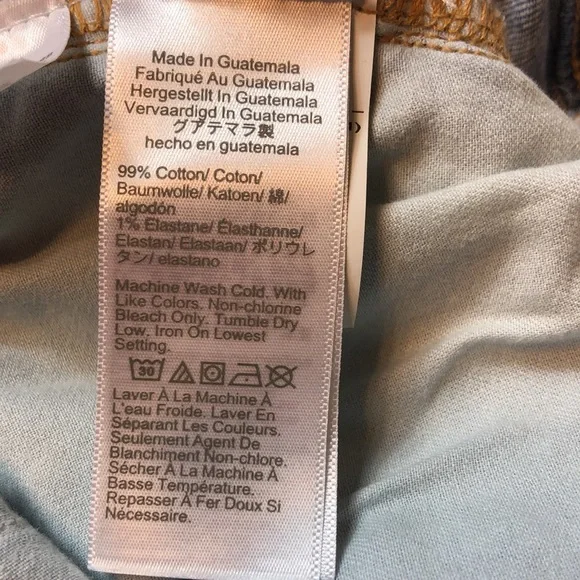 Made In Guatemala
Fabriqué Au Guatemala
Hergestellt In Guatemala
Vervaardigd In Guatemala
グアテマラ製
hecho en guatemala
99% Cotton/ Coton/
Baumwolle/ Katoen/ 綿/
algodón
1% Elastane/ Élasthanne/
Elastan/ Elastaan/ ポリウレ
タン/ elastano
Machine Wash Cold. With
Like Colors. Non-chlonne
Bleach Only. Tumble Dry
Low. Iron On Lowest
Setting.
30
Laver À La Machine À
L'eau Froide. Laver En
Séparant Les Couleurs.
Seulement Agent De
Blanchiment Non-chlore.
Sécher À La Machine À
Basse Température.
Repasser À Fer Doux Si
Nécessaire.